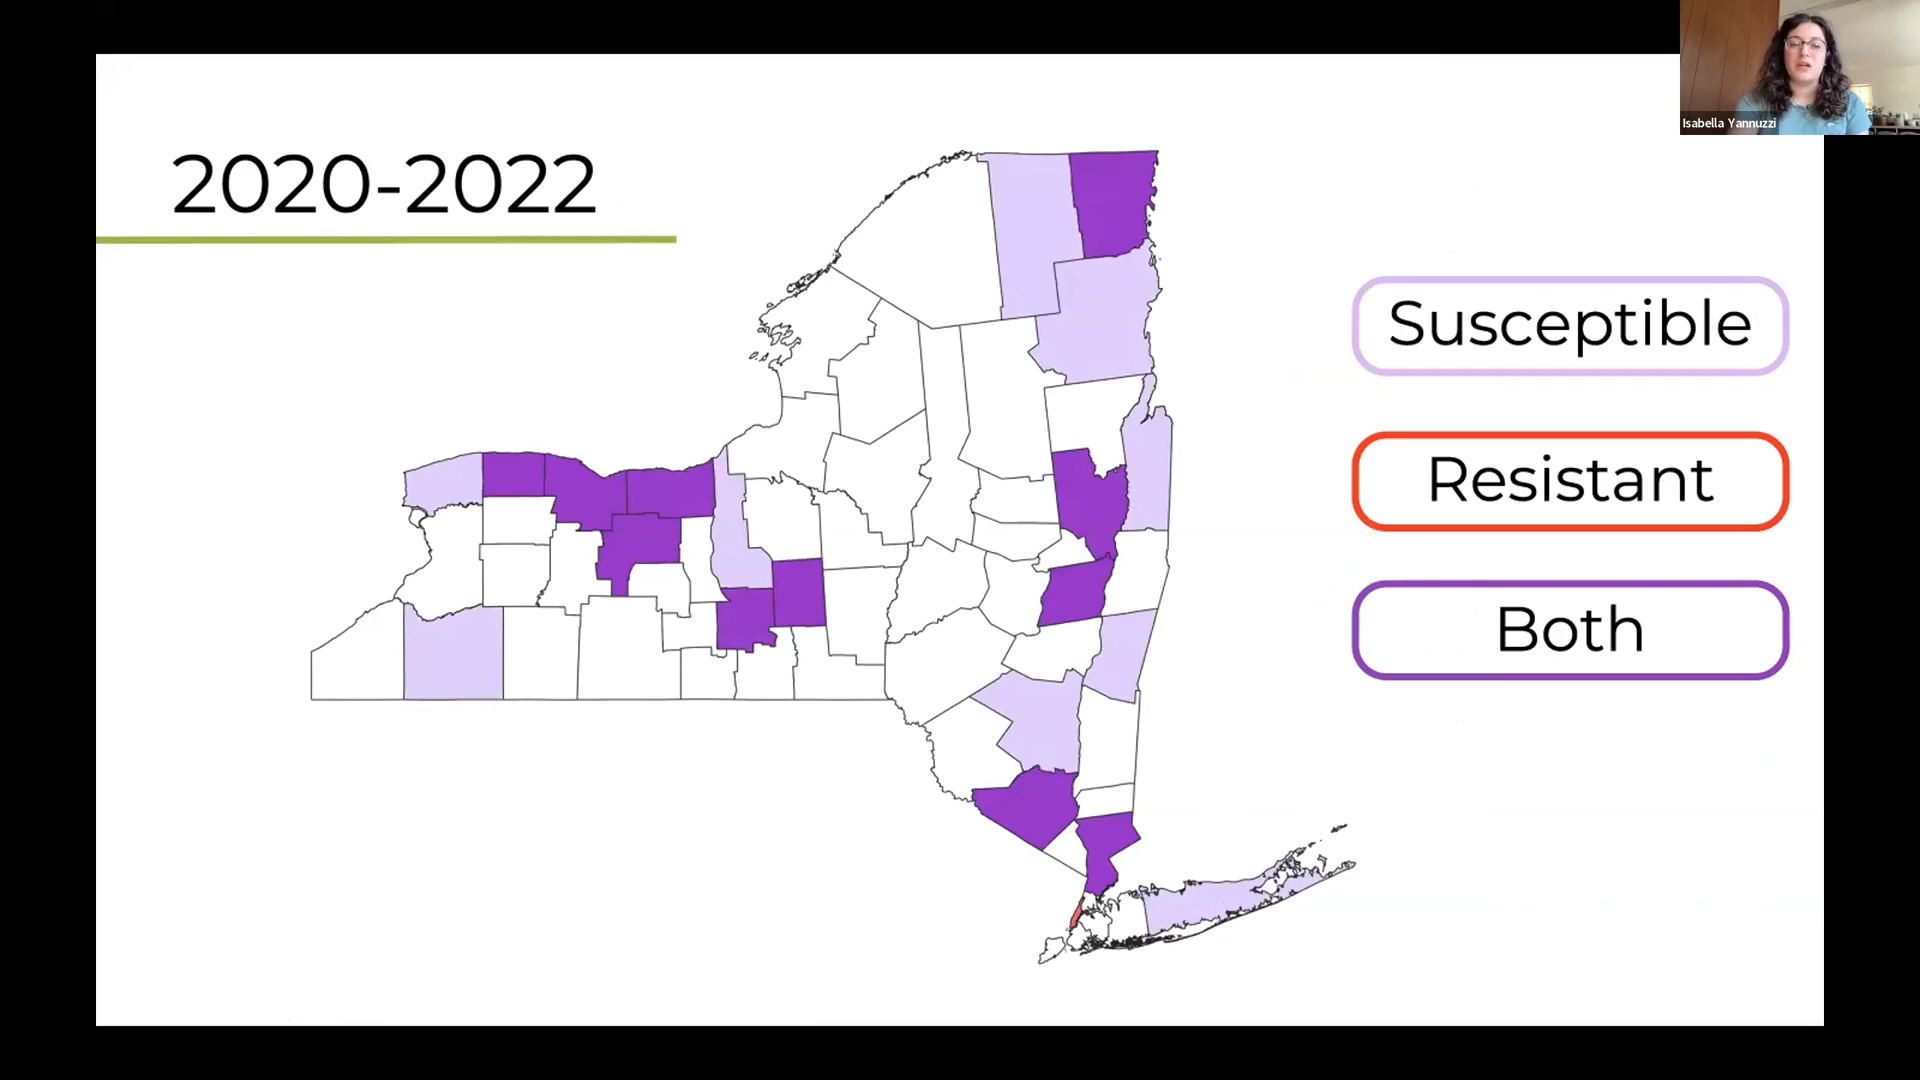 Isabella Yannuzzi
2020-2022
Susceptible
Resistant
Both